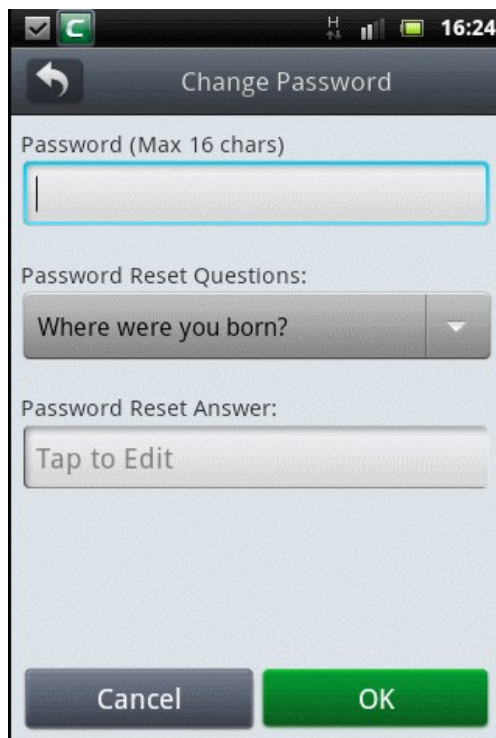 C H 16:24
Change Password
Password (Max 16 chars)
Password Reset Questions:
Where were you born?
Password Reset Answer:
Tap to Edit
Cancel OK